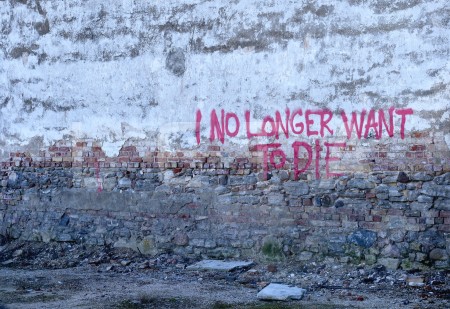 I NO LONGER WANT
TO DIE